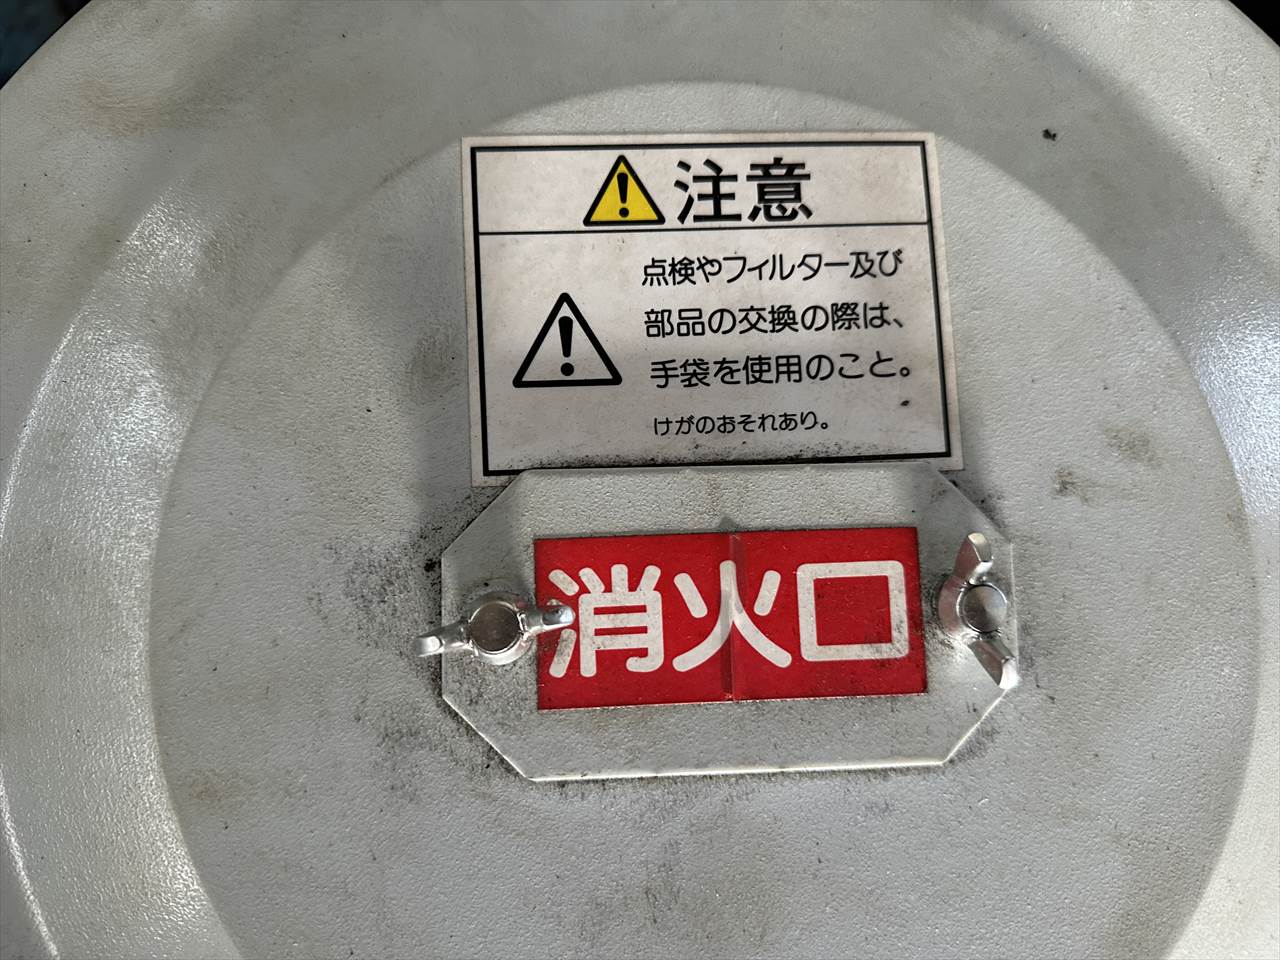 注意
点検やフィルター及び
部品の交換の際は、
手袋を使用のこと。
けがのおそれあり。
消火口